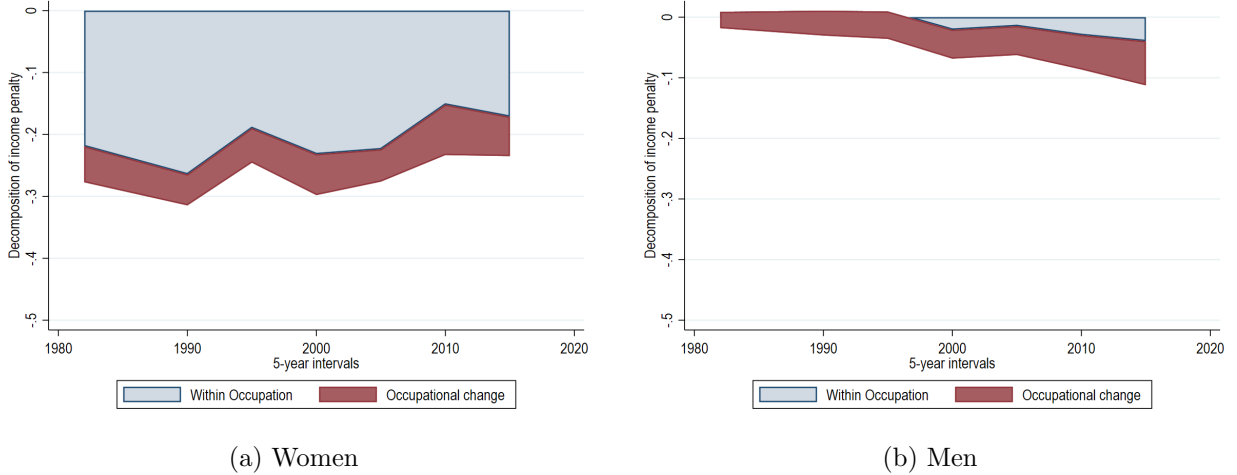 Decomposition of income penalty
0
-.1
-.2
-.3
-.4
-.5
1980 1990 2000 2010 2020
5-year intervals
Within Occupation Occupational change
(a) Women
Decomposition of income penalty
0
-.1
-.2
-.3
-.4
-.5
1980 1990 2000 2010 2020
5-year intervals
Within Occupation Occupational change
(b) Men